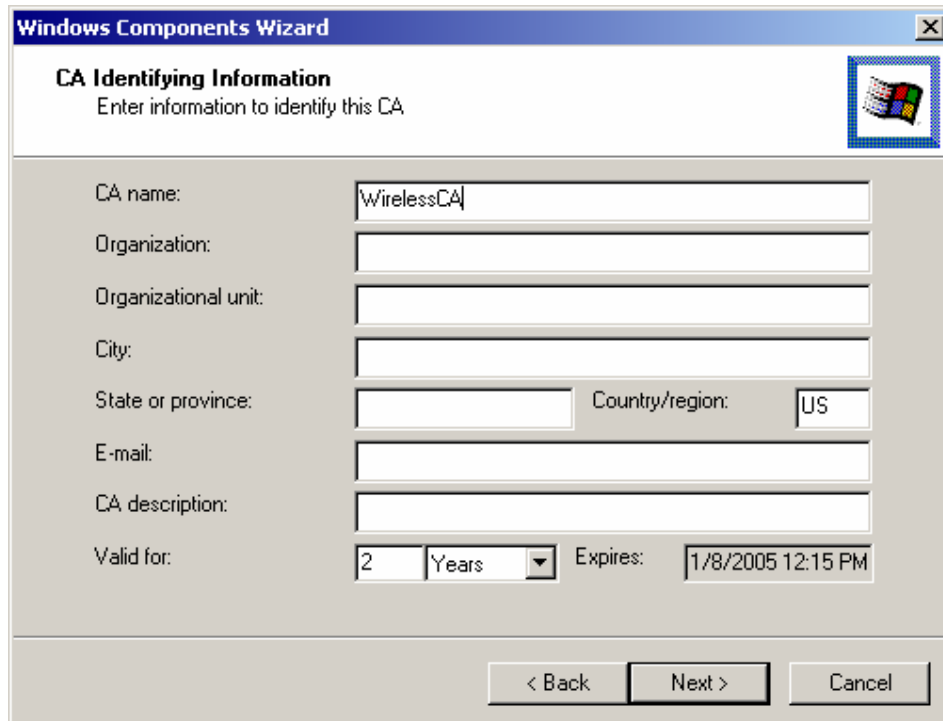 Windows Components Wizard
CA Identifying Information
Enter information to identify this CA
CA name: WirelessCA
Organization:
Organizational unit:
City:
State or province: Country/region: US
E-mail:
CA description:
Valid for: 2 Years Expires: 1/8/2005 12:15 PM
< Back Next > Cancel